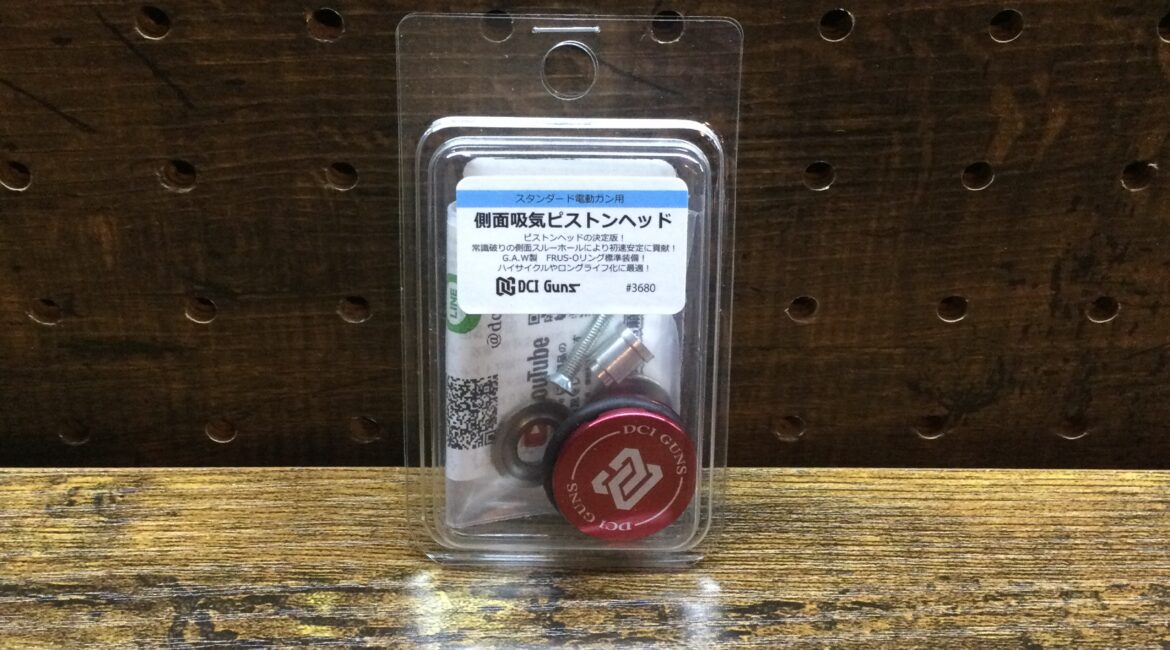 スタンダード電動ガン用
側面吸気ピストンヘッド
ピストンヘッドの決定版！
常識破りの側面スルーホールにより初速安定に貢献！
G.A.W製　FRUS-Oリング標準装備！
ハイサイクルやロングライフ化に最適！
DCI Guns #3680
LINE
@dc
ouTube
DCI GUNS
DCI GUNS